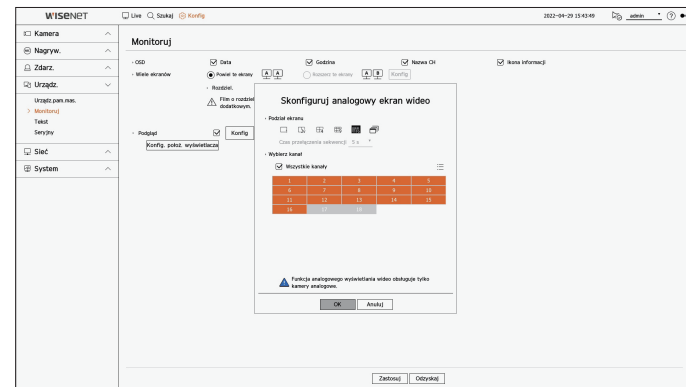 WISENET Live Szukaj Konfig 2022-04-29 15:43:49 admin
Kamera
Nagryw.
Zdarz.
Urządz.
Urządz.pam.mas.
Monitoruj
Tekst
Seryjny
Sieć
System
Monitoruj
OSD Data Godzina Nazwa CH Ikona informacji
Wiele ekranów Powiel te ekrany A A Rozszerz te ekrany A B Konfig
Rozdziel.
Film o rozdziel
dodatkowym.
Podgląd Konfig
Konfig. położ. wyświetlacza
Skonfiguruj analogowy ekran wideo
Podział ekranu
Czas przełączania sekwencji 5 s
Wybierz kanał
Wszystkie kanały
1 2 3 4 5
6 7 8 9 10
11 12 13 14 15
16 17 18
Funkcja analogowego wyświetlania wideo obsługuje tylko
kamery analogowe.
OK Anuluj
Zastosuj Odzyskaj